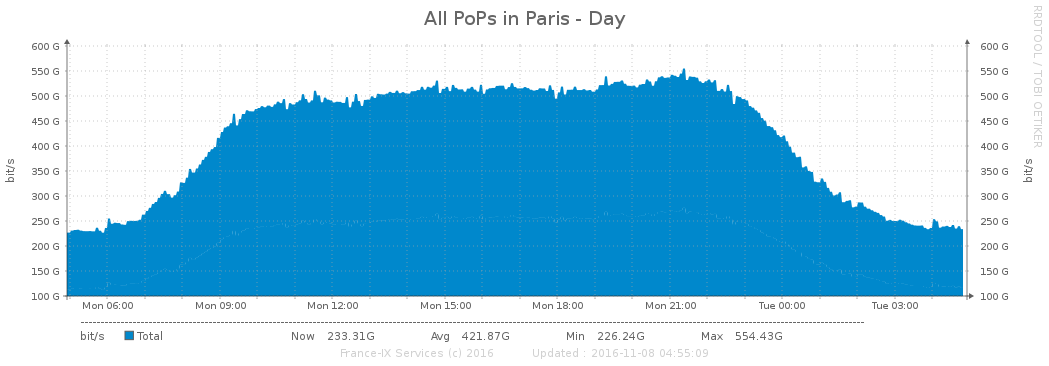 All PoPs in Paris - Day
RRDTOOL / TOBI OETIKER
600 G 600 G
550 G 550 G
500 G 500 G
450 G 450 G
400 G 400 G
350 G 350 G
300 G 300 G
250 G 250 G
200 G 200 G
150 G 150 G
100 G 100 G
bit/s bit/s
Mon 06:00 Mon 09:00 Mon 12:00 Mon 15:00 Mon 18:00 Mon 21:00 Tue 00:00 Tue 03:00
bit/s Total Now 233.31G Avg 421.87G Min 226.24G Max 554.43G
France-IX Services (c) 2016 Updated : 2016-11-08 04:55:09